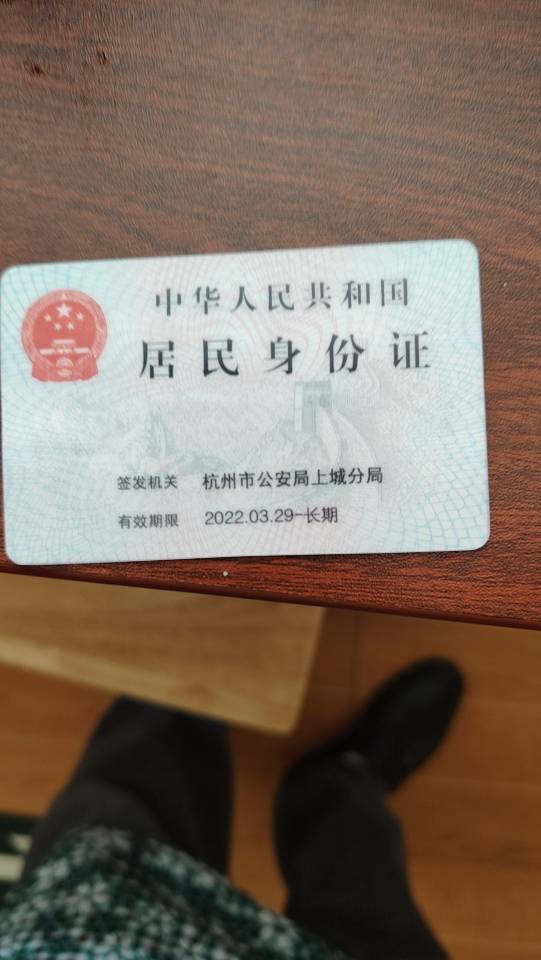 中华人民共和国
居民身份证
签发机关 杭州市公安局上城分局
有效期限 2022.03.29-长期